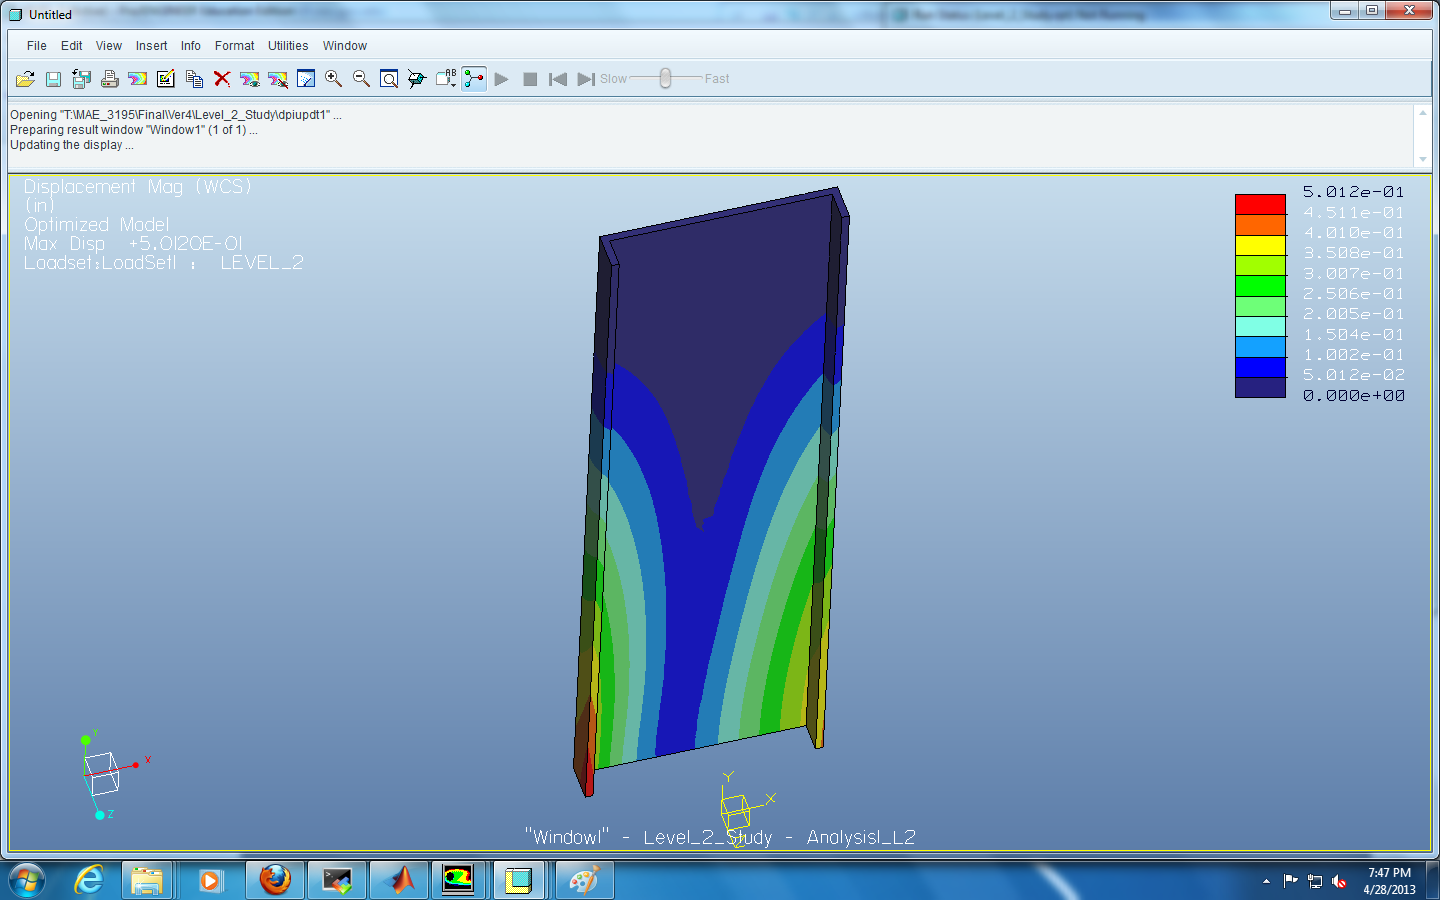 Untitled
File Edit View Insert Info Format Utilities Window
AB
Slow Fast
Opening "T:\MAE_3195\Final\Ver4\Level_2_Study\dpiupdt1" ...
Preparing result window "Window1" (1 of 1) ...
Updating the display ...
Displacement Mag (WCS)
(in)
Optimized Model
Max Disp +5.0120E-01
Loadset:LoadSet1 : LEVEL_2
5.012e-01
4.511e-01
4.010e-01
3.508e-01
3.007e-01
2.506e-01
2.005e-01
1.504e-01
1.002e-01
5.012e-02
0.000e+00
Y
X
Z
Y
X
"Window1" - Level_2_Study - Analysis1_L2
7:47 PM
4/28/2013